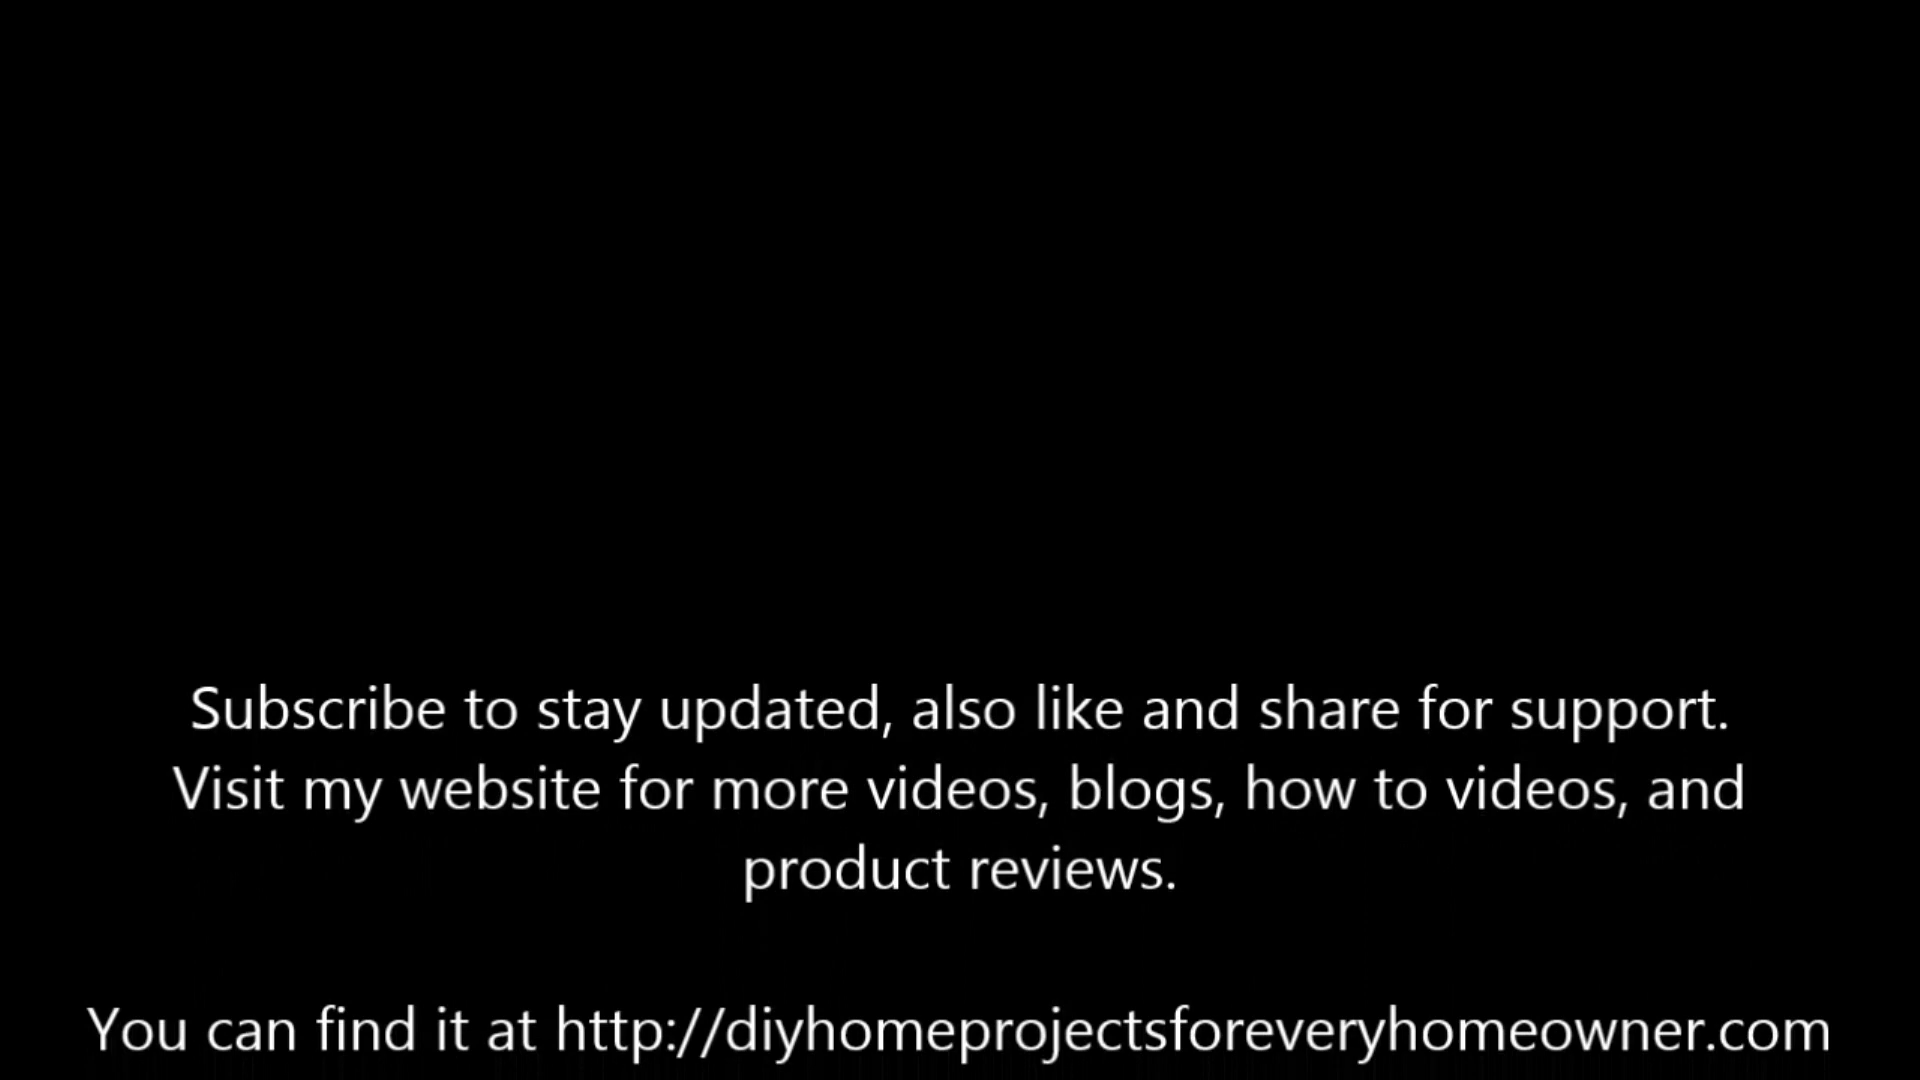 Subscribe to stay updated, also like and share for support.
Visit my website for more videos, blogs, how to videos, and
product reviews.
You can find it at http://diyhomeprojectsforeveryhomeowner.com